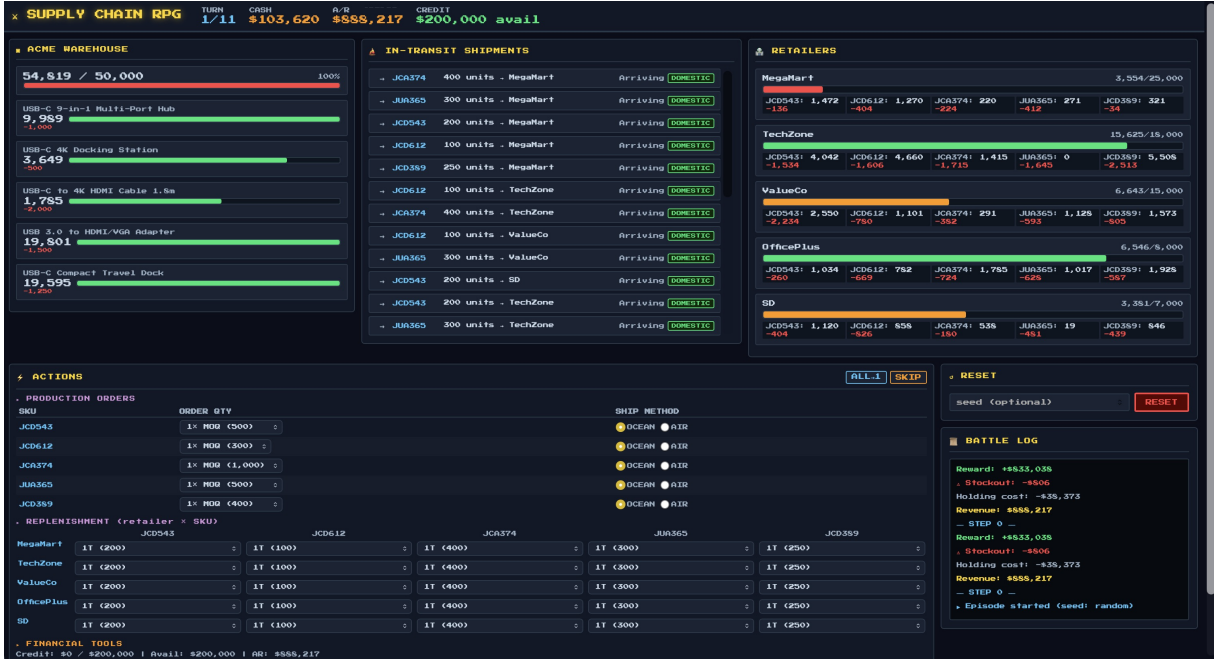 SUPPLY CHAIN RPG
TURN
1/11
CASH
$103,620
A/R
$888,217
CREDIT
$200,000 avail
ACME WAREHOUSE
54,819 / 50,000 100%
USB-C 9-in-1 Multi-Port Hub
9,989
-1,000
USB-C 4K Docking Station
3,649
-500
USB-C to 4K HDMI Cable 1.8m
1,785
-2,000
USB 3.0 to HDMI/VGA Adapter
19,801
-1,500
USB-C Compact Travel Dock
19,595
-1,250
IN-TRANSIT SHIPMENTS
→ JCA374 400 units → MegaMart Arriving DOMESTIC
→ JUA365 300 units → MegaMart Arriving DOMESTIC
→ JCD543 200 units → MegaMart Arriving DOMESTIC
→ JCD612 100 units → MegaMart Arriving DOMESTIC
→ JCD389 250 units → MegaMart Arriving DOMESTIC
→ JCD612 100 units → TechZone Arriving DOMESTIC
→ JCA374 400 units → TechZone Arriving DOMESTIC
→ JCD612 100 units → ValueCo Arriving DOMESTIC
→ JUA365 300 units → ValueCo Arriving DOMESTIC
→ JCD543 200 units → SD Arriving DOMESTIC
→ JCD543 200 units → TechZone Arriving DOMESTIC
→ JUA365 300 units → TechZone Arriving DOMESTIC
RETAILERS
MegaMart 3,554/25,000
JCD543: 1,472 JCD612: 1,270 JCA374: 220 JUA365: 271 JCD389: 321
-136 -404 -224 -412 -34
TechZone 15,625/18,000
JCD543: 4,042 JCD612: 4,660 JCA374: 1,415 JUA365: 0 JCD389: 5,508
-1,534 -1,606 -1,715 -1,645 -2,513
ValueCo 6,643/15,000
JCD543: 2,550 JCD612: 1,101 JCA374: 291 JUA365: 1,128 JCD389: 1,573
-2,234 -780 -382 -593 -805
OfficePlus 6,546/8,000
JCD543: 1,034 JCD612: 782 JCA374: 1,785 JUA365: 1,017 JCD389: 1,928
-260 -669 -724 -628 -587
SD 3,381/7,000
JCD543: 1,120 JCD612: 858 JCA374: 538 JUA365: 19 JCD389: 846
-404 -826 -180 -481 -439
ACTIONS ALL→1 SKIP
PRODUCTION ORDERS
SKU ORDER QTY SHIP METHOD
JCD543 1× MOQ (500) OCEAN AIR
JCD612 1× MOQ (300) OCEAN AIR
JCA374 1× MOQ (1,000) OCEAN AIR
JUA365 1× MOQ (500) OCEAN AIR
JCD389 1× MOQ (400) OCEAN AIR
REPLENISHMENT (retailer × SKU)
JCD543 JCD612 JCA374 JUA365 JCD389
MegaMart 1T (200) 1T (100) 1T (400) 1T (300) 1T (250)
TechZone 1T (200) 1T (100) 1T (400) 1T (300) 1T (250)
ValueCo 1T (200) 1T (100) 1T (400) 1T (300) 1T (250)
OfficePlus 1T (200) 1T (100) 1T (400) 1T (300) 1T (250)
SD 1T (200) 1T (100) 1T (400) 1T (300) 1T (250)
FINANCIAL TOOLS
Credit: $0 / $200,000 | Avail: $200,000 | AR: $888,217
RESET
seed (optional) RESET
BATTLE LOG
Reward: +$833,038
Stockout: -$806
Holding cost: -$38,373
Revenue: $888,217
— STEP 0 —
Reward: +$833,038
Stockout: -$806
Holding cost: -$38,373
Revenue: $888,217
— STEP 0 —
Episode started (seed: random)